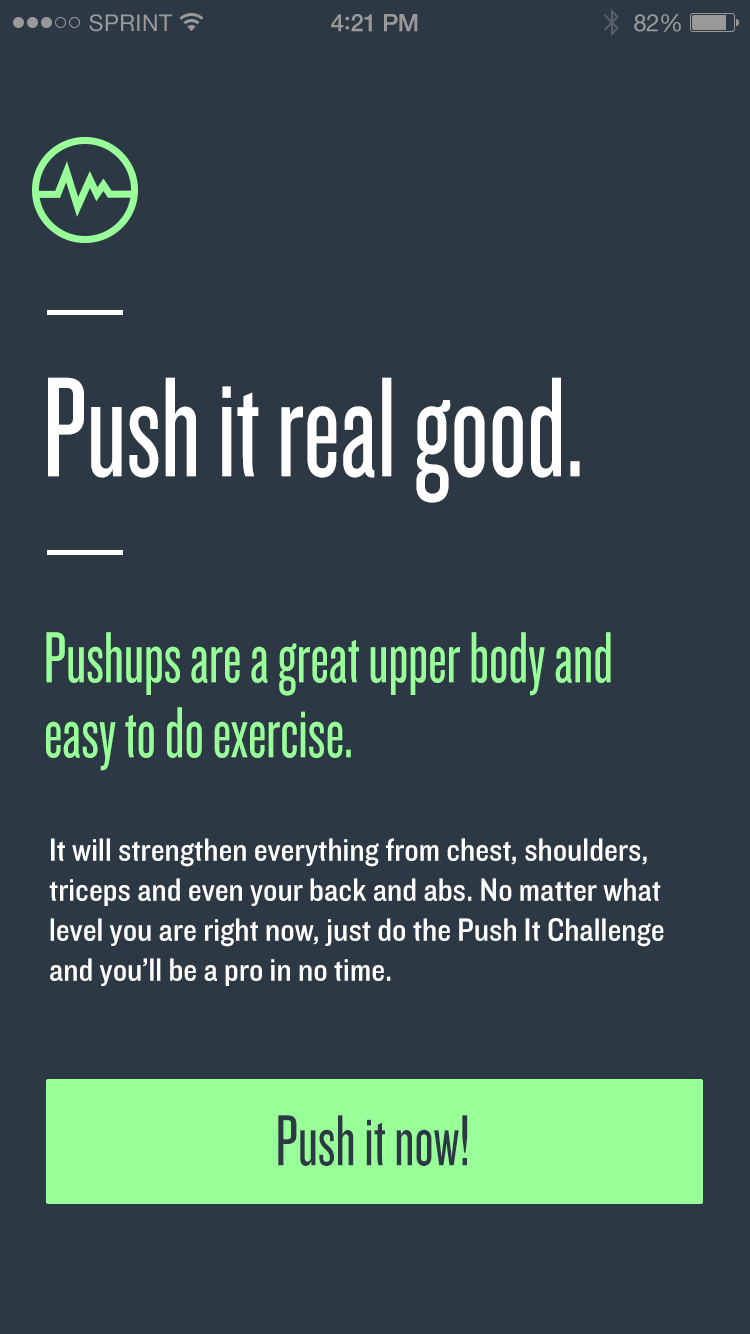 SPRINT 4:21 PM 82%
Push it real good.
Pushups are a great upper body and
easy to do exercise.
It will strengthen everything from chest, shoulders,
triceps and even your back and abs. No matter what
level you are right now, just do the Push It Challenge
and you’ll be a pro in no time.
Push it now!